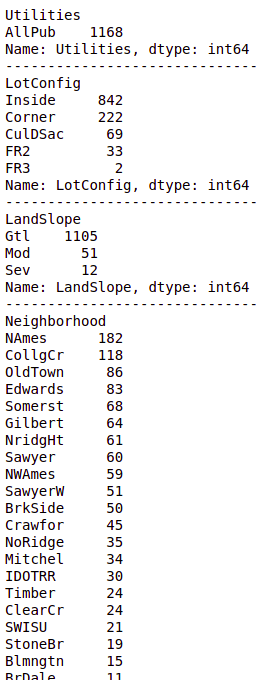 Utilities
AllPub    1168
Name: Utilities, dtype: int64
------------------------------
LotConfig
Inside     842
Corner     222
CulDSac     69
FR2         33
FR3          2
Name: LotConfig, dtype: int64
------------------------------
LandSlope
Gtl    1105
Mod      51
Sev      12
Name: LandSlope, dtype: int64
------------------------------
Neighborhood
NAmes      182
CollgCr    118
OldTown     86
Edwards     83
Somerst     68
Gilbert     64
NridgHt     61
Sawyer      60
NWAmes      59
SawyerW     51
BrkSide     50
Crawfor     45
NoRidge     35
Mitchel     34
IDOTRR      30
Timber      24
ClearCr     24
SWISU       21
StoneBr     19
Blmngtn     15
BrDale      11